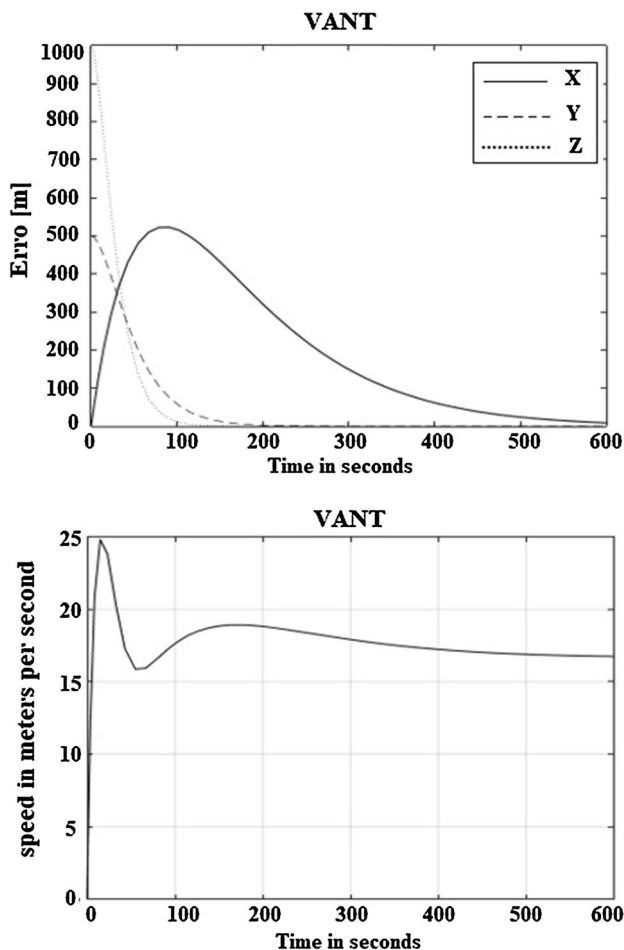 VANT
1000
900
800
700
600
500
400
300
200
100
0
Erro [m]
X
Y
Z
0 100 200 300 400 500 600
Time in seconds
VANT
25
20
15
10
5
0
speed in meters per second
0 100 200 300 400 500 600
Time in seconds